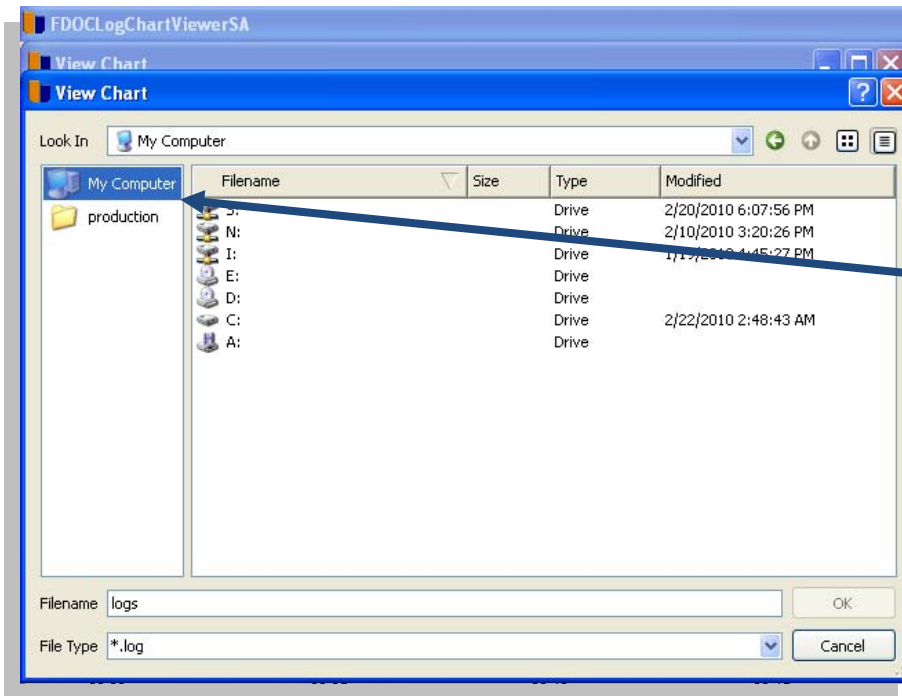 FDOCLogChartViewerSA
View Chart
View Chart
Look In My Computer
My Computer
production
Filename Size Type Modified
Drive 2/20/2010 6:07:56 PM
N: Drive 2/10/2010 3:20:26 PM
I: Drive
E: Drive
D: Drive
C: Drive 2/22/2010 2:48:43 AM
A: Drive
Filename logs OK
File Type *.log Cancel